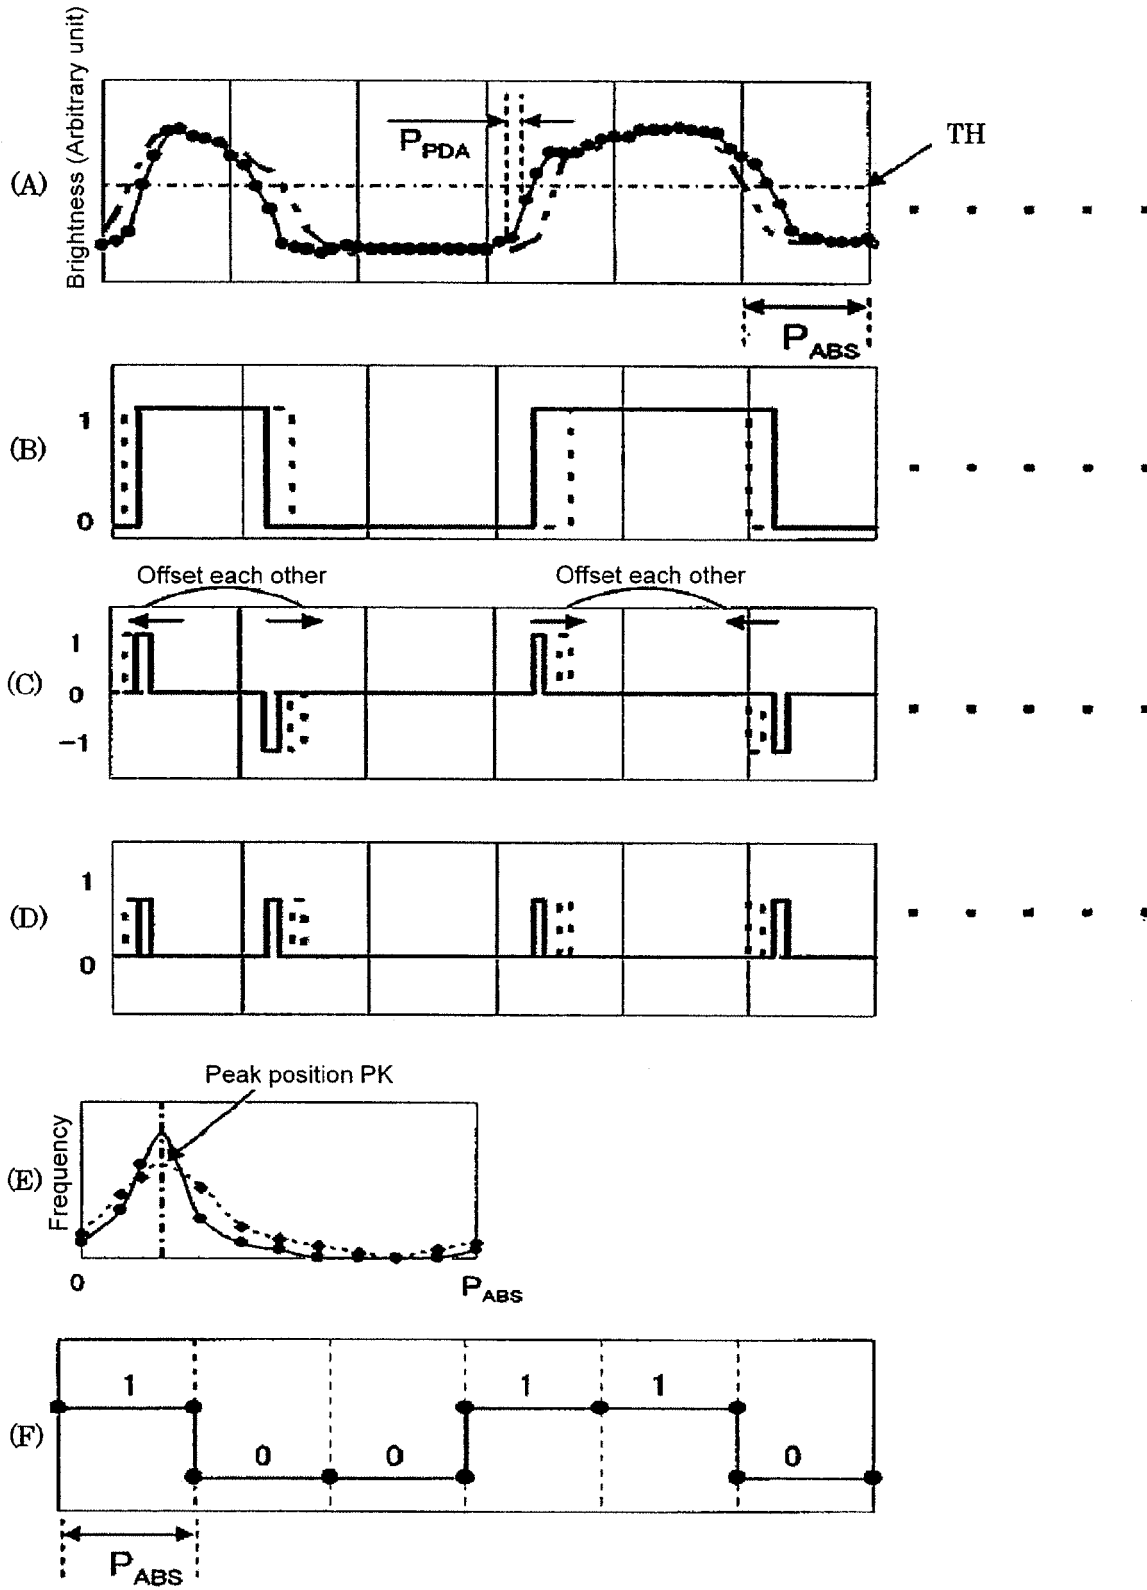 Brightness (Arbitrary unit)
(A)
P_PDA
TH
P_ABS
(B)
1
0
Offset each other
Offset each other
(C)
1
0
-1
(D)
1
0
Peak position PK
(E)
Frequency
0
P_ABS
(F)
1
0
0
1
1
0
P_ABS